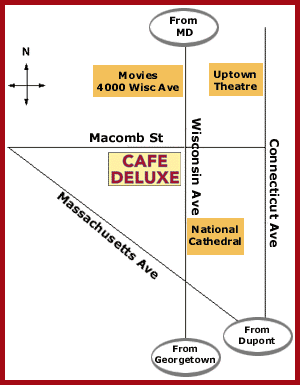 From
MD
N
Movies
4000 Wisc Ave
Uptown
Theatre
Macomb St
CAFE
DELUXE
Wisconsin Ave
Connecticut Ave
Massachusetts Ave
National
Cathedral
From
Dupont
From
Georgetown